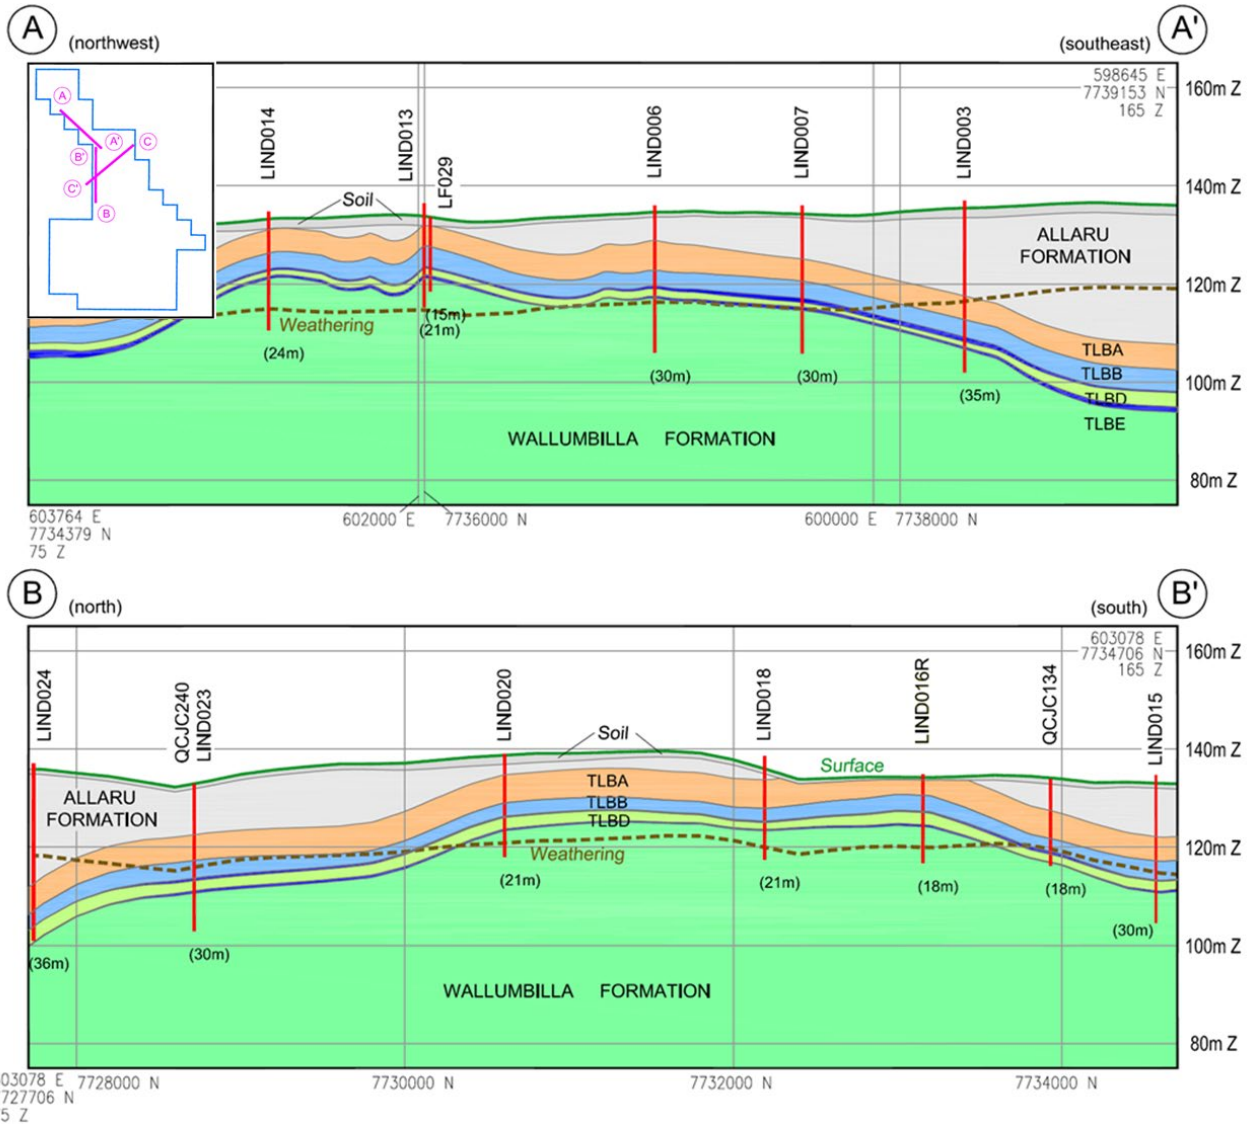 A (northwest)
(southeast) A'
598645 E
7739153 N
165 Z
160m Z
A
A'
C
B'
C'
B
LIND014
LIND013
LF029
LIND006
LIND007
LIND003
140m Z
Soil
ALLARU
FORMATION
120m Z
Weathering
(15m)
(21m)
(24m)
(30m)
(30m)
(35m)
TLBA
TLBB
TLBD
TLBE
100m Z
WALLUMBILLA FORMATION
80m Z
603764 E
7734379 N
75 Z
602000 E
7736000 N
600000 E
7738000 N
B (north)
(south) B'
603078 E
7734706 N
165 Z
160m Z
LIND024
QCJC240
LIND023
LIND020
LIND018
LIND016R
QCJC134
LIND015
140m Z
Soil
Surface
ALLARU
FORMATION
TLBA
TLBB
TLBD
120m Z
Weathering
(36m)
(30m)
(21m)
(21m)
(18m)
(18m)
(30m)
100m Z
WALLUMBILLA FORMATION
80m Z
03078 E
727706 N
5 Z
7728000 N
7730000 N
7732000 N
7734000 N